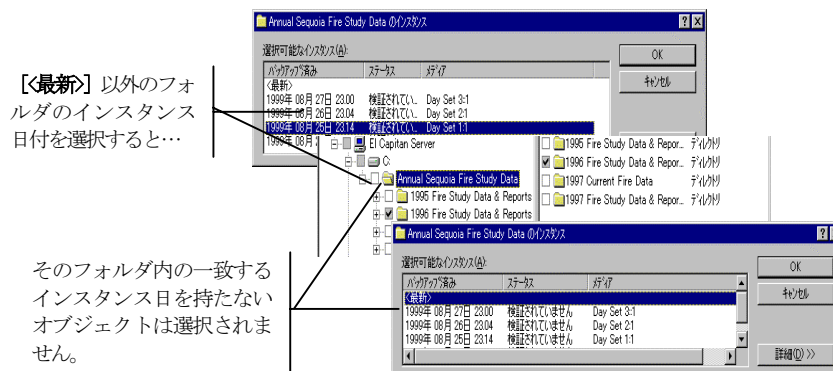 Annual Sequoia Fire Study Data のインスタンス
選択可能なインスタンス(A):
バックアップ済み ステータス メディア
<最新>
1999年 08月 27日 23.00 検証されてい... Day Set 3:1
1999年 08月 26日 23.04 検証されてい... Day Set 2:1
1999年 08月 25日 23.14 検証されてい... Day Set 1:1
1999年 08月
OK
キャンセル
[<最新>] 以外のフォ
ルダのインスタンス
日付を選択すると…
El Capitan Server
C:
Annual Sequoia Fire Study Data
1995 Fire Study Data & Reports
1996 Fire Study Data & Reports
1995 Fire Study Data & Repor... ディレクトリ
1996 Fire Study Data & Repor... ディレクトリ
1997 Current Fire Data ディレクトリ
1997 Fire Study Data & Repor... ディレクトリ
そのフォルダ内の一致する
インスタンス日を持たない
オブジェクトは選択されま
せん。
Annual Sequoia Fire Study Data のインスタンス
選択可能なインスタンス(A):
バックアップ済み ステータス メディア
<最新>
1999年 08月 27日 23.00 検証されていません Day Set 3:1
1999年 08月 26日 23.04 検証されていません Day Set 2:1
1999年 08月 25日 23.14 検証されていません Day Set 1:1
OK
キャンセル
詳細(D) >>